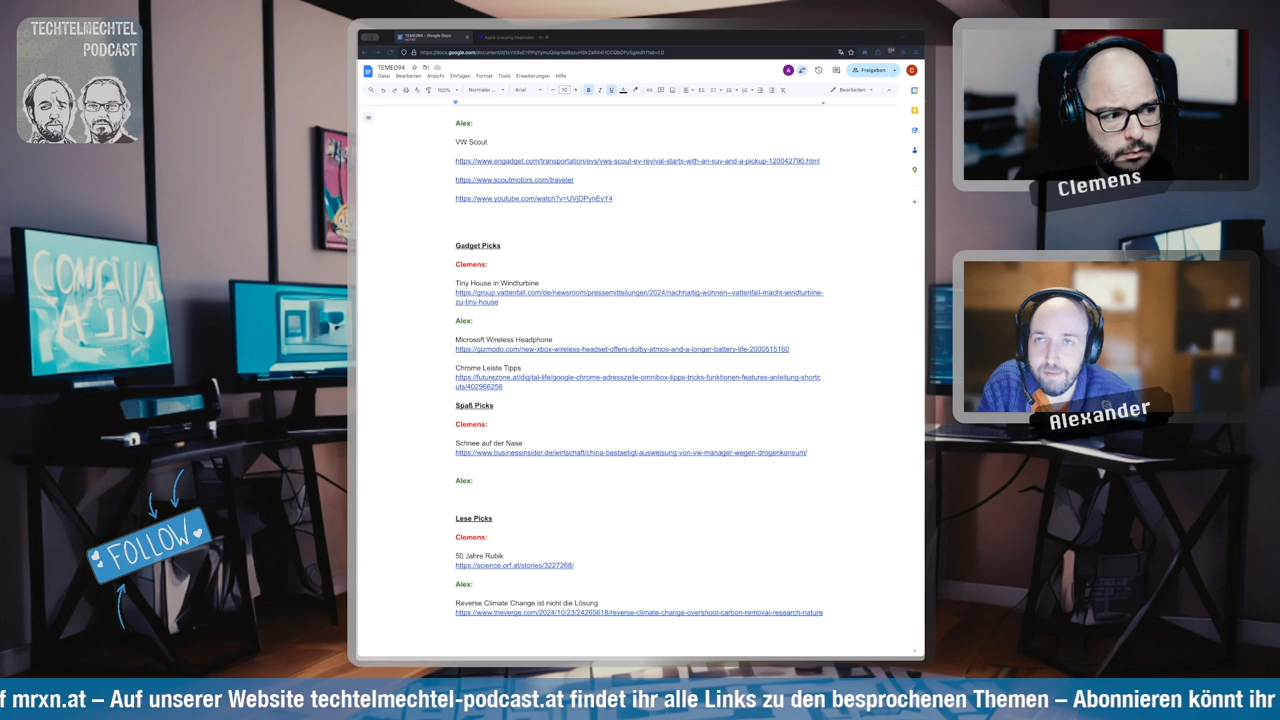 TECHTELMECHTEL
PODCAST
TEME094 - Google Docs
TEME094
Datei Bearbeiten Ansicht Einfügen Format Tools Erweiterungen Hilfe
A
Freigeben
C
100%
Normaler ...
Arial
10
B I U A
Bearbeiten
Alex:
VW Scout
https://www.engadget.com/transportation/evs/vws-scout-ev-revival-starts-with-an-suv-and-a-pickup-120042790.html
https://www.scoutmotors.com/traveler
https://www.youtube.com/watch?v=UVjDPynEvY4
Gadget Picks
Clemens:
Tiny House in Windturbine
https://group.vattenfall.com/de/newsroom/pressemitteilungen/2024/nachhaltig-wohnen--vattenfall-macht-windturbine-
zu-tiny-house
Alex:
Microsoft Wireless Headphone
https://gizmodo.com/new-xbox-wireless-headset-offers-dolby-atmos-and-a-longer-battery-life-2000515160
Chrome Leiste Tipps
https://futurezone.at/digital-life/google-chrome-adresszeile-omnibox-tipps-tricks-funktionen-features-anleitung-shortc
uts/402966256
Spaß Picks
Clemens:
Schnee auf der Nase
https://www.businessinsider.de/wirtschaft/china-bestaetigt-ausweisung-von-vw-manager-wegen-drogenkonsum/
Alex:
Lese Picks
Clemens:
50 Jahre Rubik
https://science.orf.at/stories/3227268/
Alex:
Reverse Climate Change ist nicht die Lösung
https://www.theverge.com/2024/10/23/24265618/reverse-climate-change-overshoot-carbon-removal-research-nature
Clemens
Alexander
FOLLOW
f mrxn.at – Auf unserer Website techtelmechtel-podcast.at findet ihr alle Links zu den besprochenen Themen – Abonnieren könnt ihr